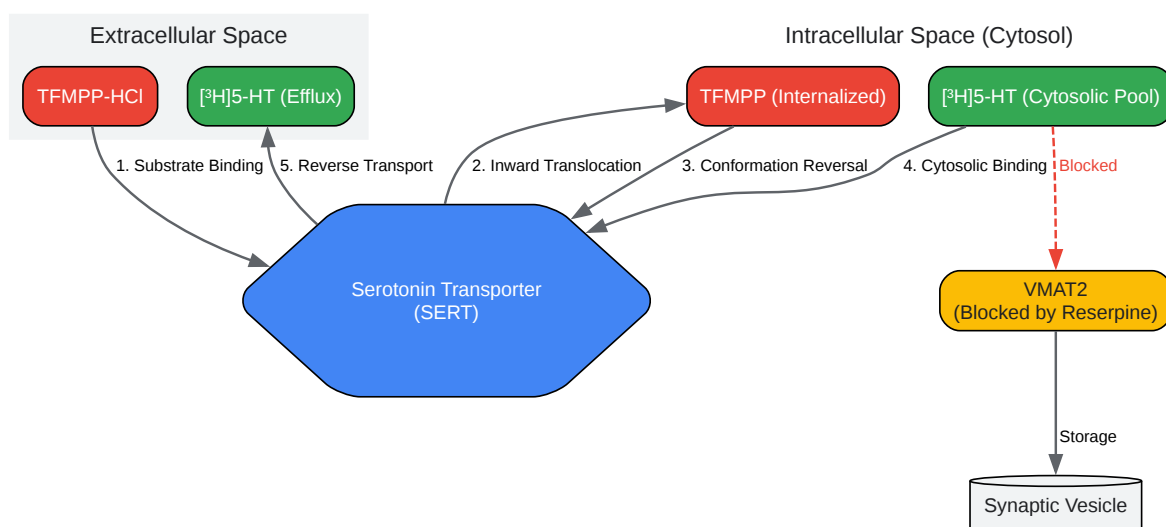 Extracellular Space
Intracellular Space (Cytosol)
TFMPP-HCl
[³H]5-HT (Efflux)
TFMPP (Internalized)
[³H]5-HT (Cytosolic Pool)
1. Substrate Binding
5. Reverse Transport
2. Inward Translocation
3. Conformation Reversal
4. Cytosolic Binding
Blocked
Serotonin Transporter
(SERT)
VMAT2
(Blocked by Reserpine)
Storage
Synaptic Vesicle